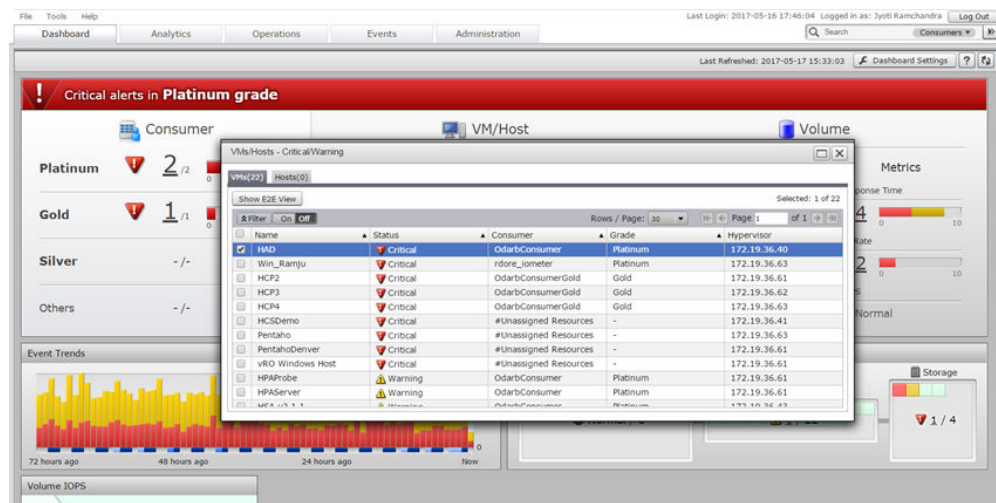 File Tools Help
Last Login: 2017-05-16 17:46:04 Logged in as: Jyoti Ramchandra Log Out
Dashboard Analytics Operations Events Administration
Search Consumers
Last Refreshed: 2017-05-17 15:33:03 Dashboard Settings ?
! Critical alerts in Platinum grade
Consumer VM/Host Volume
Platinum 2 /2 0
Gold 1 /1 0
Silver - /-
Others - /-
VMs/Hosts - Critical/Warning
VMs(22) Hosts(0)
Show E2E View Selected: 1 of 22
Filter On Off Rows / Page: 30 Page 1 of 1
Name Status Consumer Grade Hypervisor
HAD Critical OdarbConsumer Platinum 172.19.36.40
Win_Ramju Critical rdore_iometer Platinum 172.19.36.63
HCP2 Critical OdarbConsumerGold Gold 172.19.36.61
HCP3 Critical OdarbConsumerGold Gold 172.19.36.62
HCP4 Critical OdarbConsumerGold Gold 172.19.36.63
HCSDemo Critical #Unassigned Resources - 172.19.36.41
Pentaho Critical #Unassigned Resources - 172.19.36.63
PentahoDenver Critical #Unassigned Resources - 172.19.36.61
vRO Windows Host Critical #Unassigned Resources - 172.19.36.61
HPAProbe Warning OdarbConsumer Platinum 172.19.36.61
HPAServer Warning OdarbConsumer Platinum 172.19.36.61
Metrics
ponse Time
4 0 10
Rate
2 0 10
Normal
Event Trends
0
72 hours ago 48 hours ago 24 hours ago Now
Storage
1 / 4
Volume IOPS